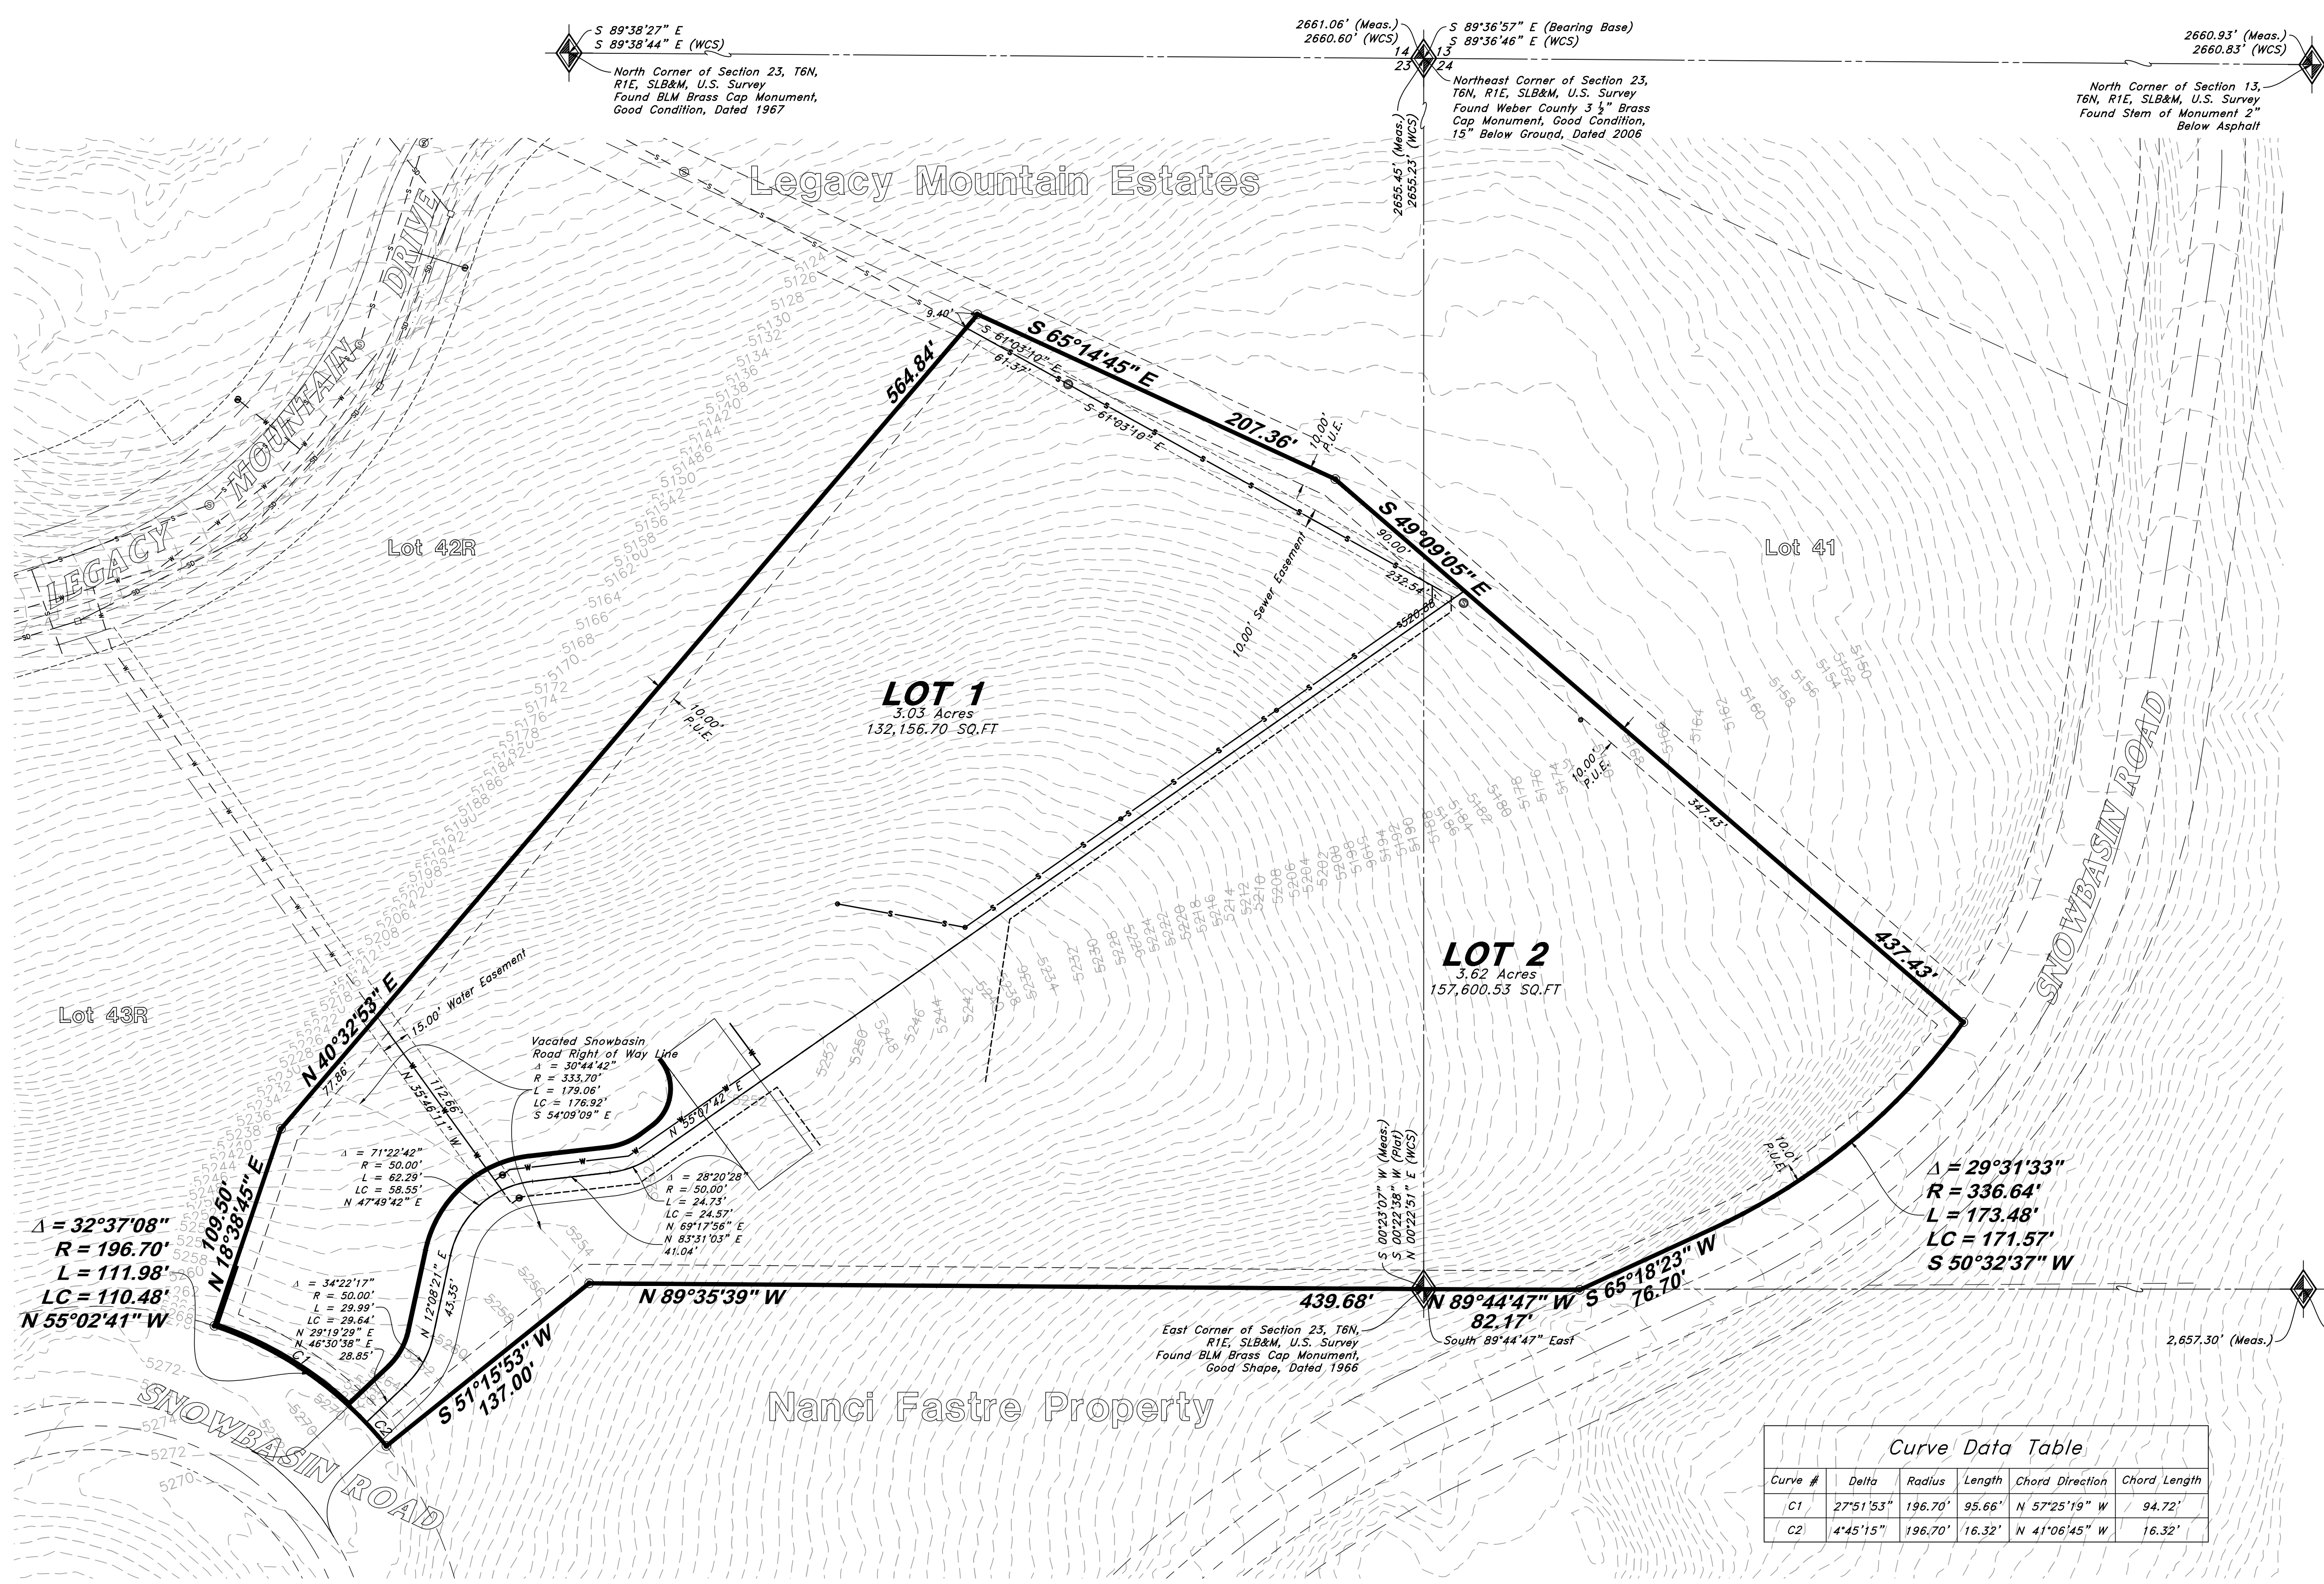 S 89°38'27" E
S 89°38'44" E (WCS)
North Corner of Section 23, T6N,
R1E, SLB&M, U.S. Survey
Found BLM Brass Cap Monument,
Good Condition, Dated 1967
2661.06' (Meas.)
2660.60' (WCS)
S 89°36'57" E (Bearing Base)
S 89°36'46" E (WCS)
14 13
23 24
Northeast Corner of Section 23,
T6N, R1E, SLB&M, U.S. Survey
Found Weber County 3 ½" Brass
Cap Monument, Good Condition,
15" Below Ground, Dated 2006
2660.93' (Meas.)
2660.83' (WCS)
North Corner of Section 13,
T6N, R1E, SLB&M, U.S. Survey
Found Stem of Monument 2"
Below Asphalt
2655.45' (Meas.)
2655.23' (WCS)
Legacy Mountain Estates
LEGACY MOUNTAIN DRIVE
Lot 42R
Lot 41
Lot 43R
9.40'
S 61°03'10" E
61.37'
S 61°03'10" E
S 65°14'45" E
207.36'
10.00'
P.U.E.
564.84'
S 49°09'05" E
90.00'
232.54'
520.08'
10.00' Sewer Easement
LOT 1
3.03 Acres
132,156.70 SQ.FT
10.00'
P.U.E.
10.00'
P.U.E.
347.43'
437.43'
SNOWBASIN ROAD
LOT 2
3.62 Acres
157,600.53 SQ.FT
N 40°32'53" E
77.86'
15.00' Water Easement
112.66'
N 35°46'11" W
Vacated Snowbasin
Road Right of Way Line
Δ = 30°44'42"
R = 333.70'
L = 179.06'
LC = 176.92'
S 54°09'09" E
N 55°07'42" E
Δ = 71°22'42"
R = 50.00'
L = 62.29'
LC = 58.55'
N 47°49'42" E
Δ = 28°20'28"
R = 50.00'
L = 24.73'
LC = 24.57'
N 69°17'56" E
N 83°31'03" E
41.04'
109.50'
N 18°38'45" E
Δ = 32°37'08"
R = 196.70'
L = 111.98'
LC = 110.48'
N 55°02'41" W
Δ = 34°22'17"
R = 50.00'
L = 29.99'
LC = 29.64'
N 29°19'29" E
N 46°30'38" E
28.85'
N 12°08'21" E
43.35'
C1
C2
S 51°15'53" W
137.00'
SNOWBASIN ROAD
N 89°35'39" W
439.68'
S 00°23'07" W (Meas.)
S 00°22'38" W (Plat)
N 00°22'51" E (WCS)
N 89°44'47" W
82.17'
South 89°44'47" East
S 65°18'23" W
76.70'
10.0'
P.U.E.
Δ = 29°31'33"
R = 336.64'
L = 173.48'
LC = 171.57'
S 50°32'37" W
East Corner of Section 23, T6N,
R1E, SLB&M, U.S. Survey
Found BLM Brass Cap Monument,
Good Shape, Dated 1966
2,657.30' (Meas.)
Nanci Fastre Property
Curve Data Table
Curve # Delta Radius Length Chord Direction Chord Length
C1 27°51'53" 196.70' 95.66' N 57°25'19" W 94.72'
C2 4°45'15" 196.70' 16.32' N 41°06'45" W 16.32'